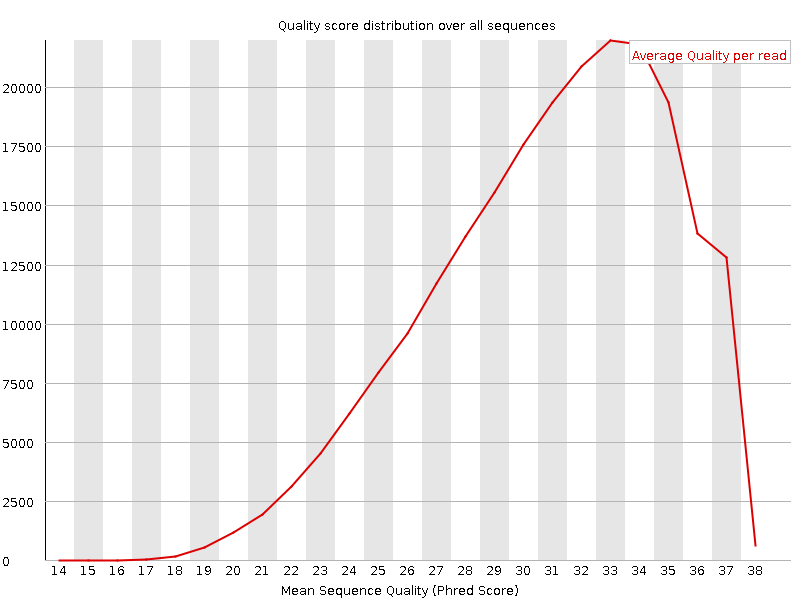 Quality score distribution over all sequences
Average Quality per read
20000
17500
15000
12500
10000
7500
5000
2500
0
14 15 16 17 18 19 20 21 22 23 24 25 26 27 28 29 30 31 32 33 34 35 36 37 38
Mean Sequence Quality (Phred Score)